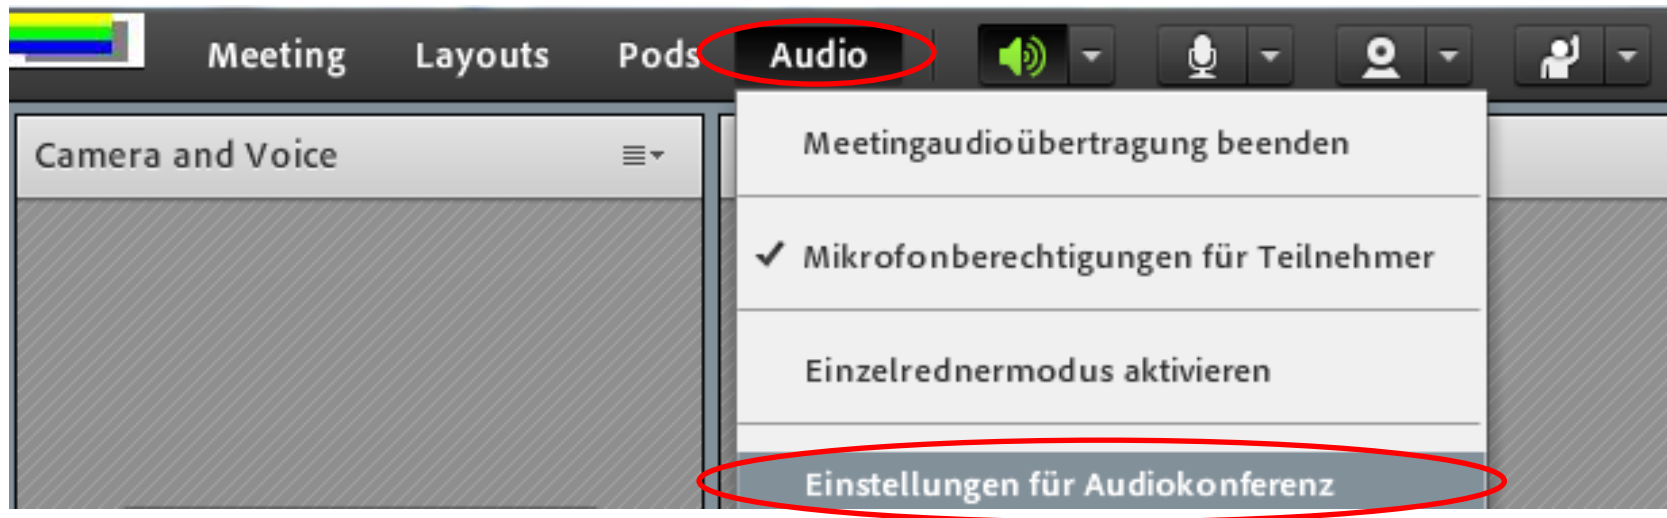 Meeting Layouts Pods Audio
Camera and Voice
Meetingaudioübertragung beenden
Mikrofonberechtigungen für Teilnehmer
Einzelrednermodus aktivieren
Einstellungen für Audiokonferenz